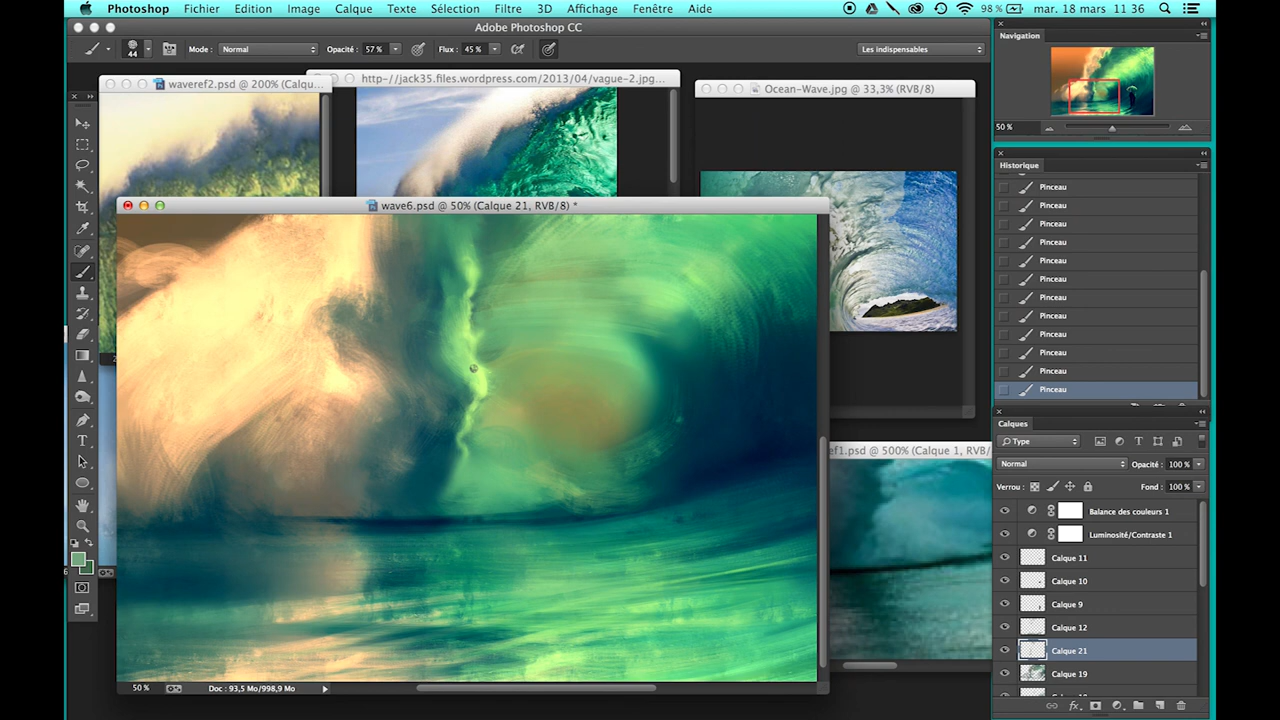 Photoshop Fichier Edition Image Calque Texte Sélection Filtre 3D Affichage Fenêtre Aide 98% mar. 18 mars 11 36
Adobe Photoshop CC
44 Mode : Normal Opacité : 57 % Flux : 45 % Les indispensables
Navigation
50 %
waveref2.psd @ 200% (Calqu...
http-//jack35.files.wordpress.com/2013/04/vague-2.jpg...
Ocean-Wave.jpg @ 33,3% (RVB/8)
Historique
Pinceau
Pinceau
Pinceau
Pinceau
Pinceau
Pinceau
Pinceau
Pinceau
Pinceau
Pinceau
Pinceau
Pinceau
wave6.psd @ 50% (Calque 21, RVB/8) *
ef1.psd @ 500% (Calque 1, RVB/
Calques
Type
Normal Opacité : 100 %
Verrou : Fond : 100 %
Balance des couleurs 1
Luminosité/Contraste 1
Calque 11
Calque 10
Calque 9
Calque 12
Calque 21
Calque 19
50 % Doc : 93,5 Mo/998,9 Mo